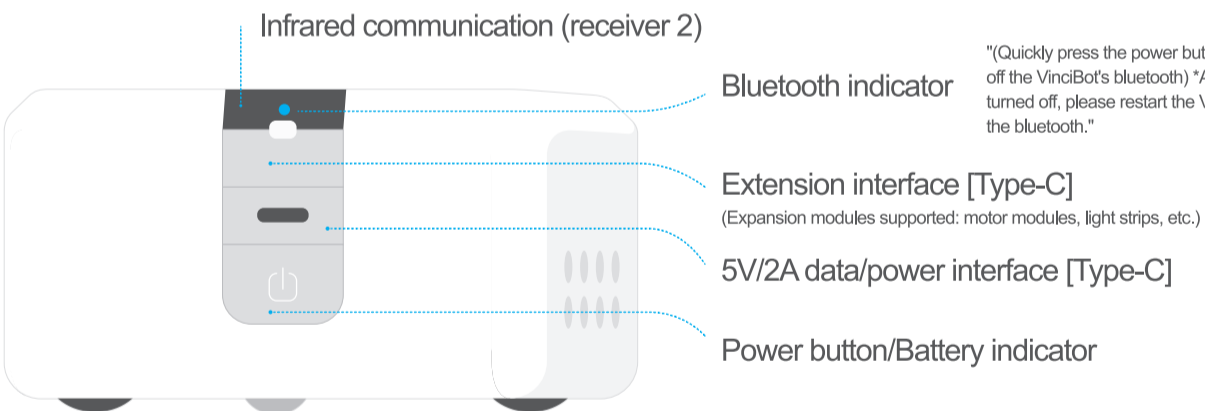 Infrared communication (receiver 2)
Bluetooth indicator
"(Quickly press the power
off the VinciBot's bluetooth)
turned off, please restart the
the bluetooth."
Extension interface [Type-C]
(Expansion modules supported: motor modules, light strips, etc.)
5V/2A data/power interface [Type-C]
Power button/Battery indicator